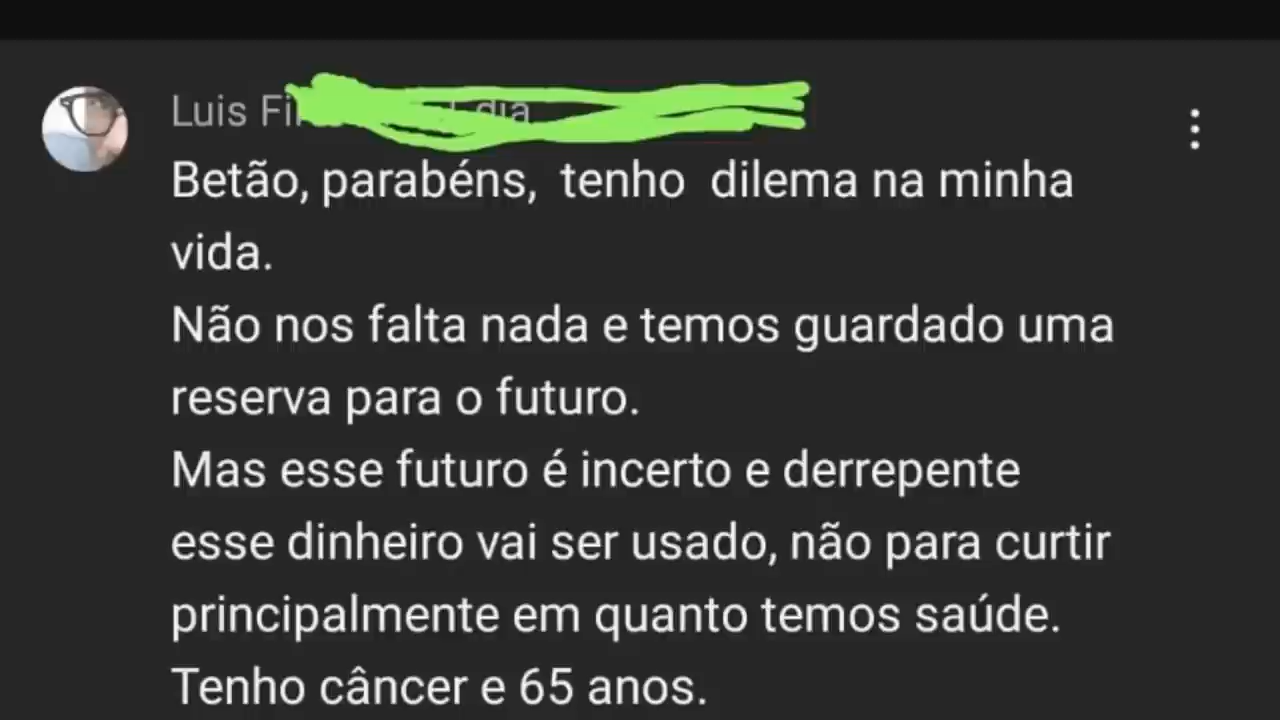 Luis dia
Betão, parabéns, tenho dilema na minha
vida.
Não nos falta nada e temos guardado uma
reserva para o futuro.
Mas esse futuro é incerto e derrepente
esse dinheiro vai ser usado, não para curtir
principalmente em quanto temos saúde.
Tenho câncer e 65 anos.